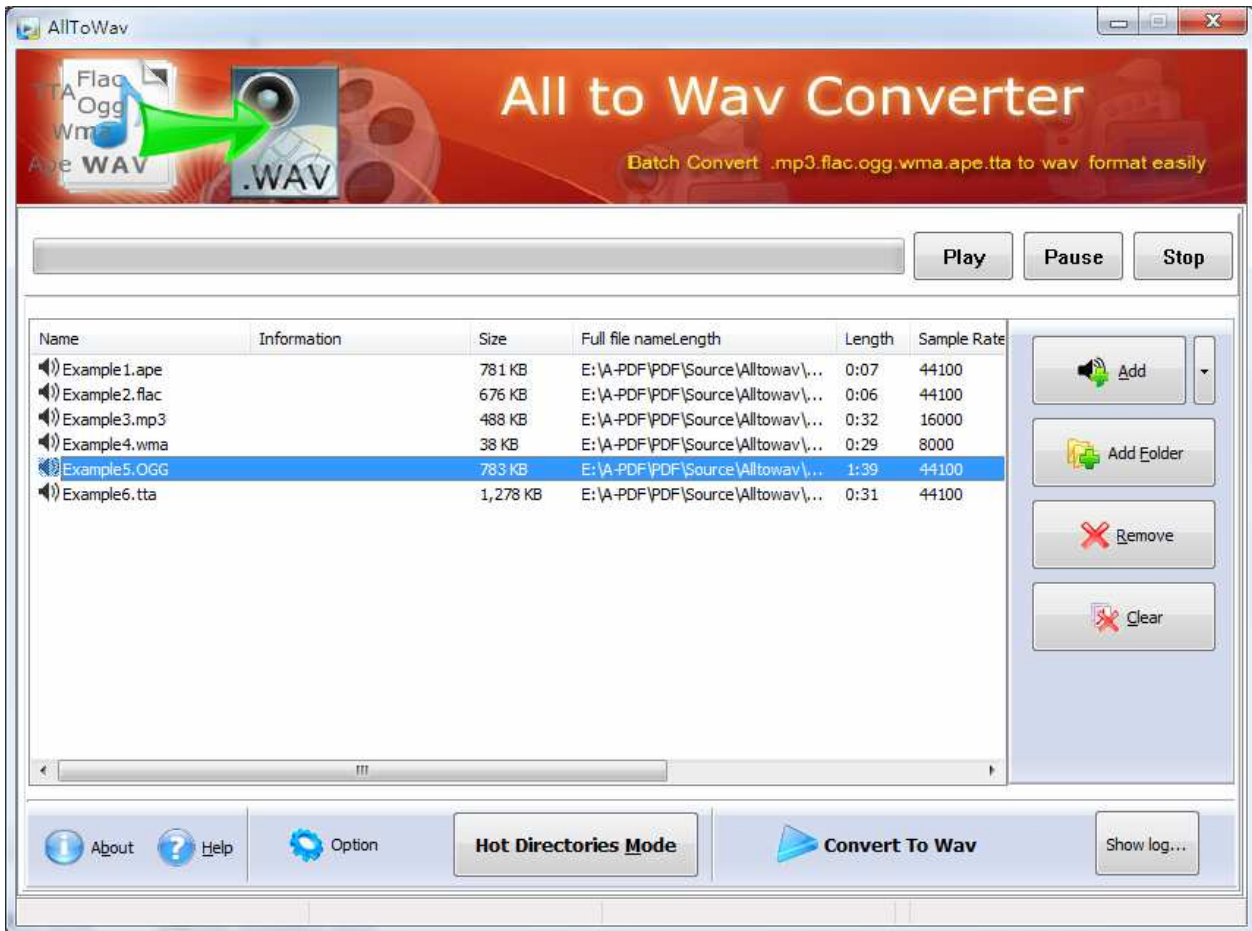 AllToWav
Flac
TTA
Ogg
Wma
Ape WAV
.WAV
All to Wav Converter
Batch Convert .mp3.flac.ogg.wma.ape.tta to wav format easily
Play Pause Stop
Name Information Size Full file nameLength Length Sample Rate
Example1.ape 781 KB E:\A-PDF\PDF\Source\Alltowav\... 0:07 44100
Example2.flac 676 KB E:\A-PDF\PDF\Source\Alltowav\... 0:06 44100
Example3.mp3 488 KB E:\A-PDF\PDF\Source\Alltowav\... 0:32 16000
Example4.wma 38 KB E:\A-PDF\PDF\Source\Alltowav\... 0:29 8000
Example5.OGG 783 KB E:\A-PDF\PDF\Source\Alltowav\... 1:39 44100
Example6.tta 1,278 KB E:\A-PDF\PDF\Source\Alltowav\... 0:31 44100
Add
Add Folder
Remove
Clear
About Help Option Hot Directories Mode Convert To Wav Show log...